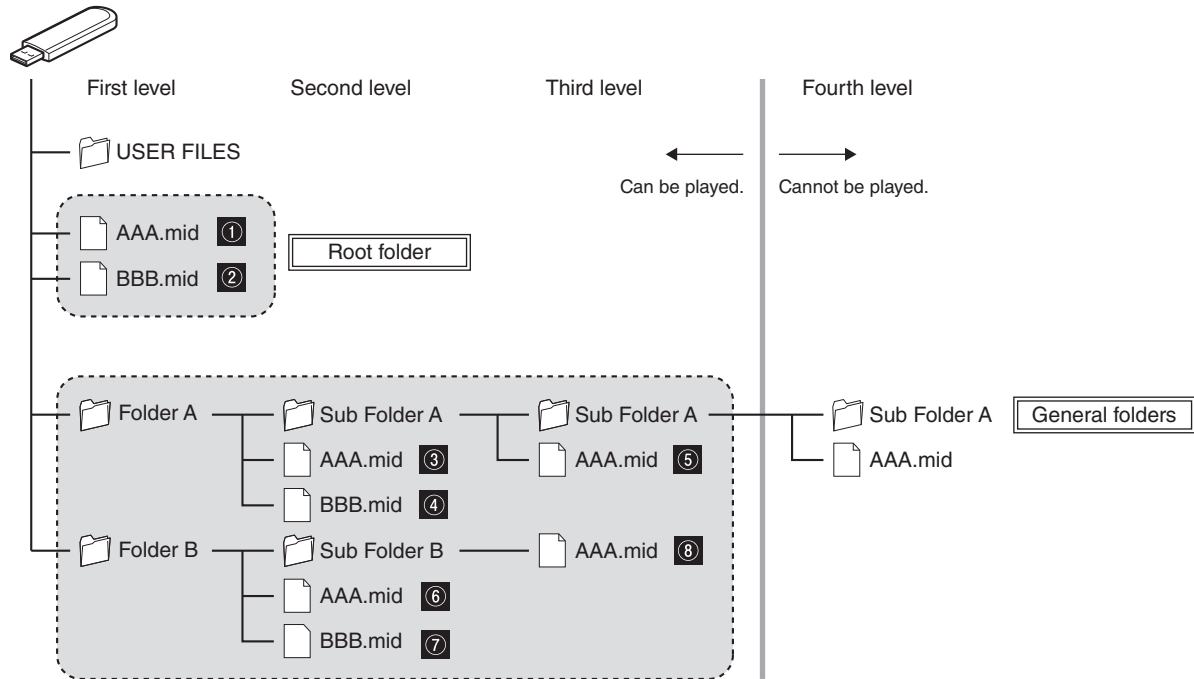 First level Second level Third level Fourth level
USER FILES
Can be played. Cannot be played.
AAA.mid ①
Root folder
BBB.mid ②
Folder A Sub Folder A Sub Folder A Sub Folder A General folders
AAA.mid ③ AAA.mid ⑤ AAA.mid
BBB.mid ④
Folder B Sub Folder B AAA.mid ⑧
AAA.mid ⑥
BBB.mid ⑦